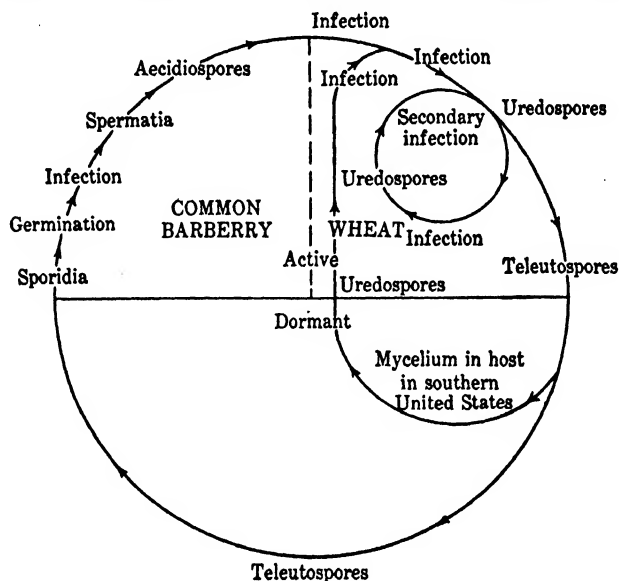 Infection
Aecidiospores
Infection
Infection
Spermatia
Secondary
infection
Uredospores
Infection
Uredospores
Germination
COMMON
BARBERRY
WHEAT
Infection
Active
Sporidia
Uredospores
Teleutospores
Dormant
Mycelium in host
in southern
United States
Teleutospores